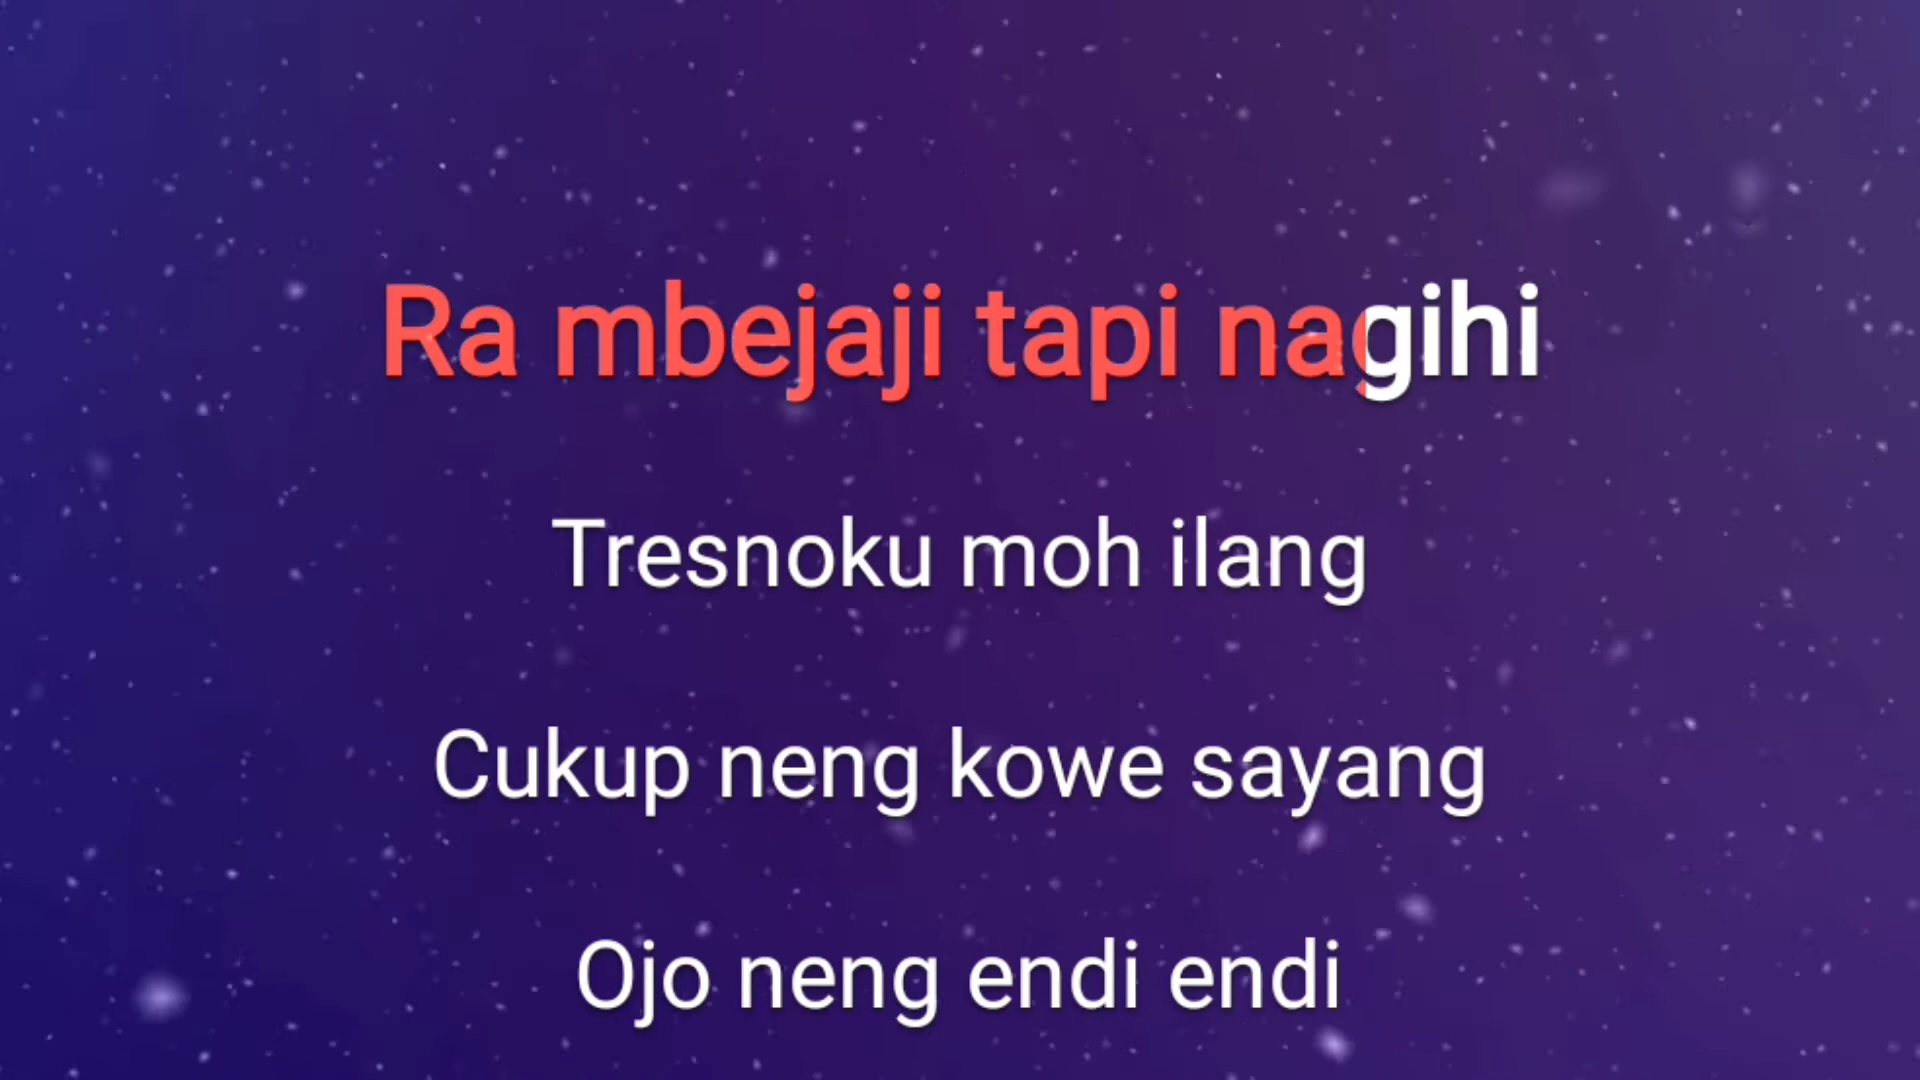 Ra mbejaji tapi nagihi
Tresnoku moh ilang
Cukup neng kowe sayang
Ojo neng endi endi